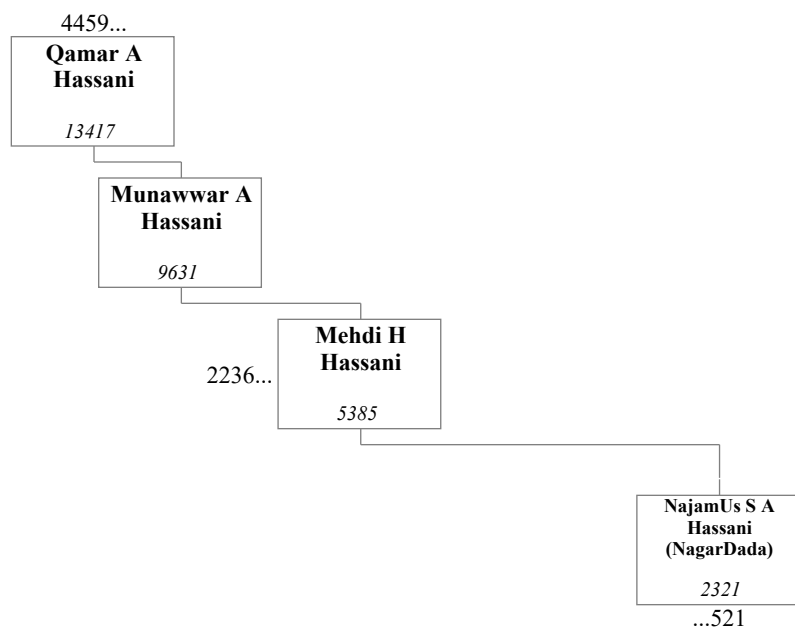 4459...
Qamar A
Hassani
13417
Munawwar A
Hassani
9631
Mehdi H
Hassani
2236...
5385
NajamUs S A
Hassani
(NagarDada)
2321
...521